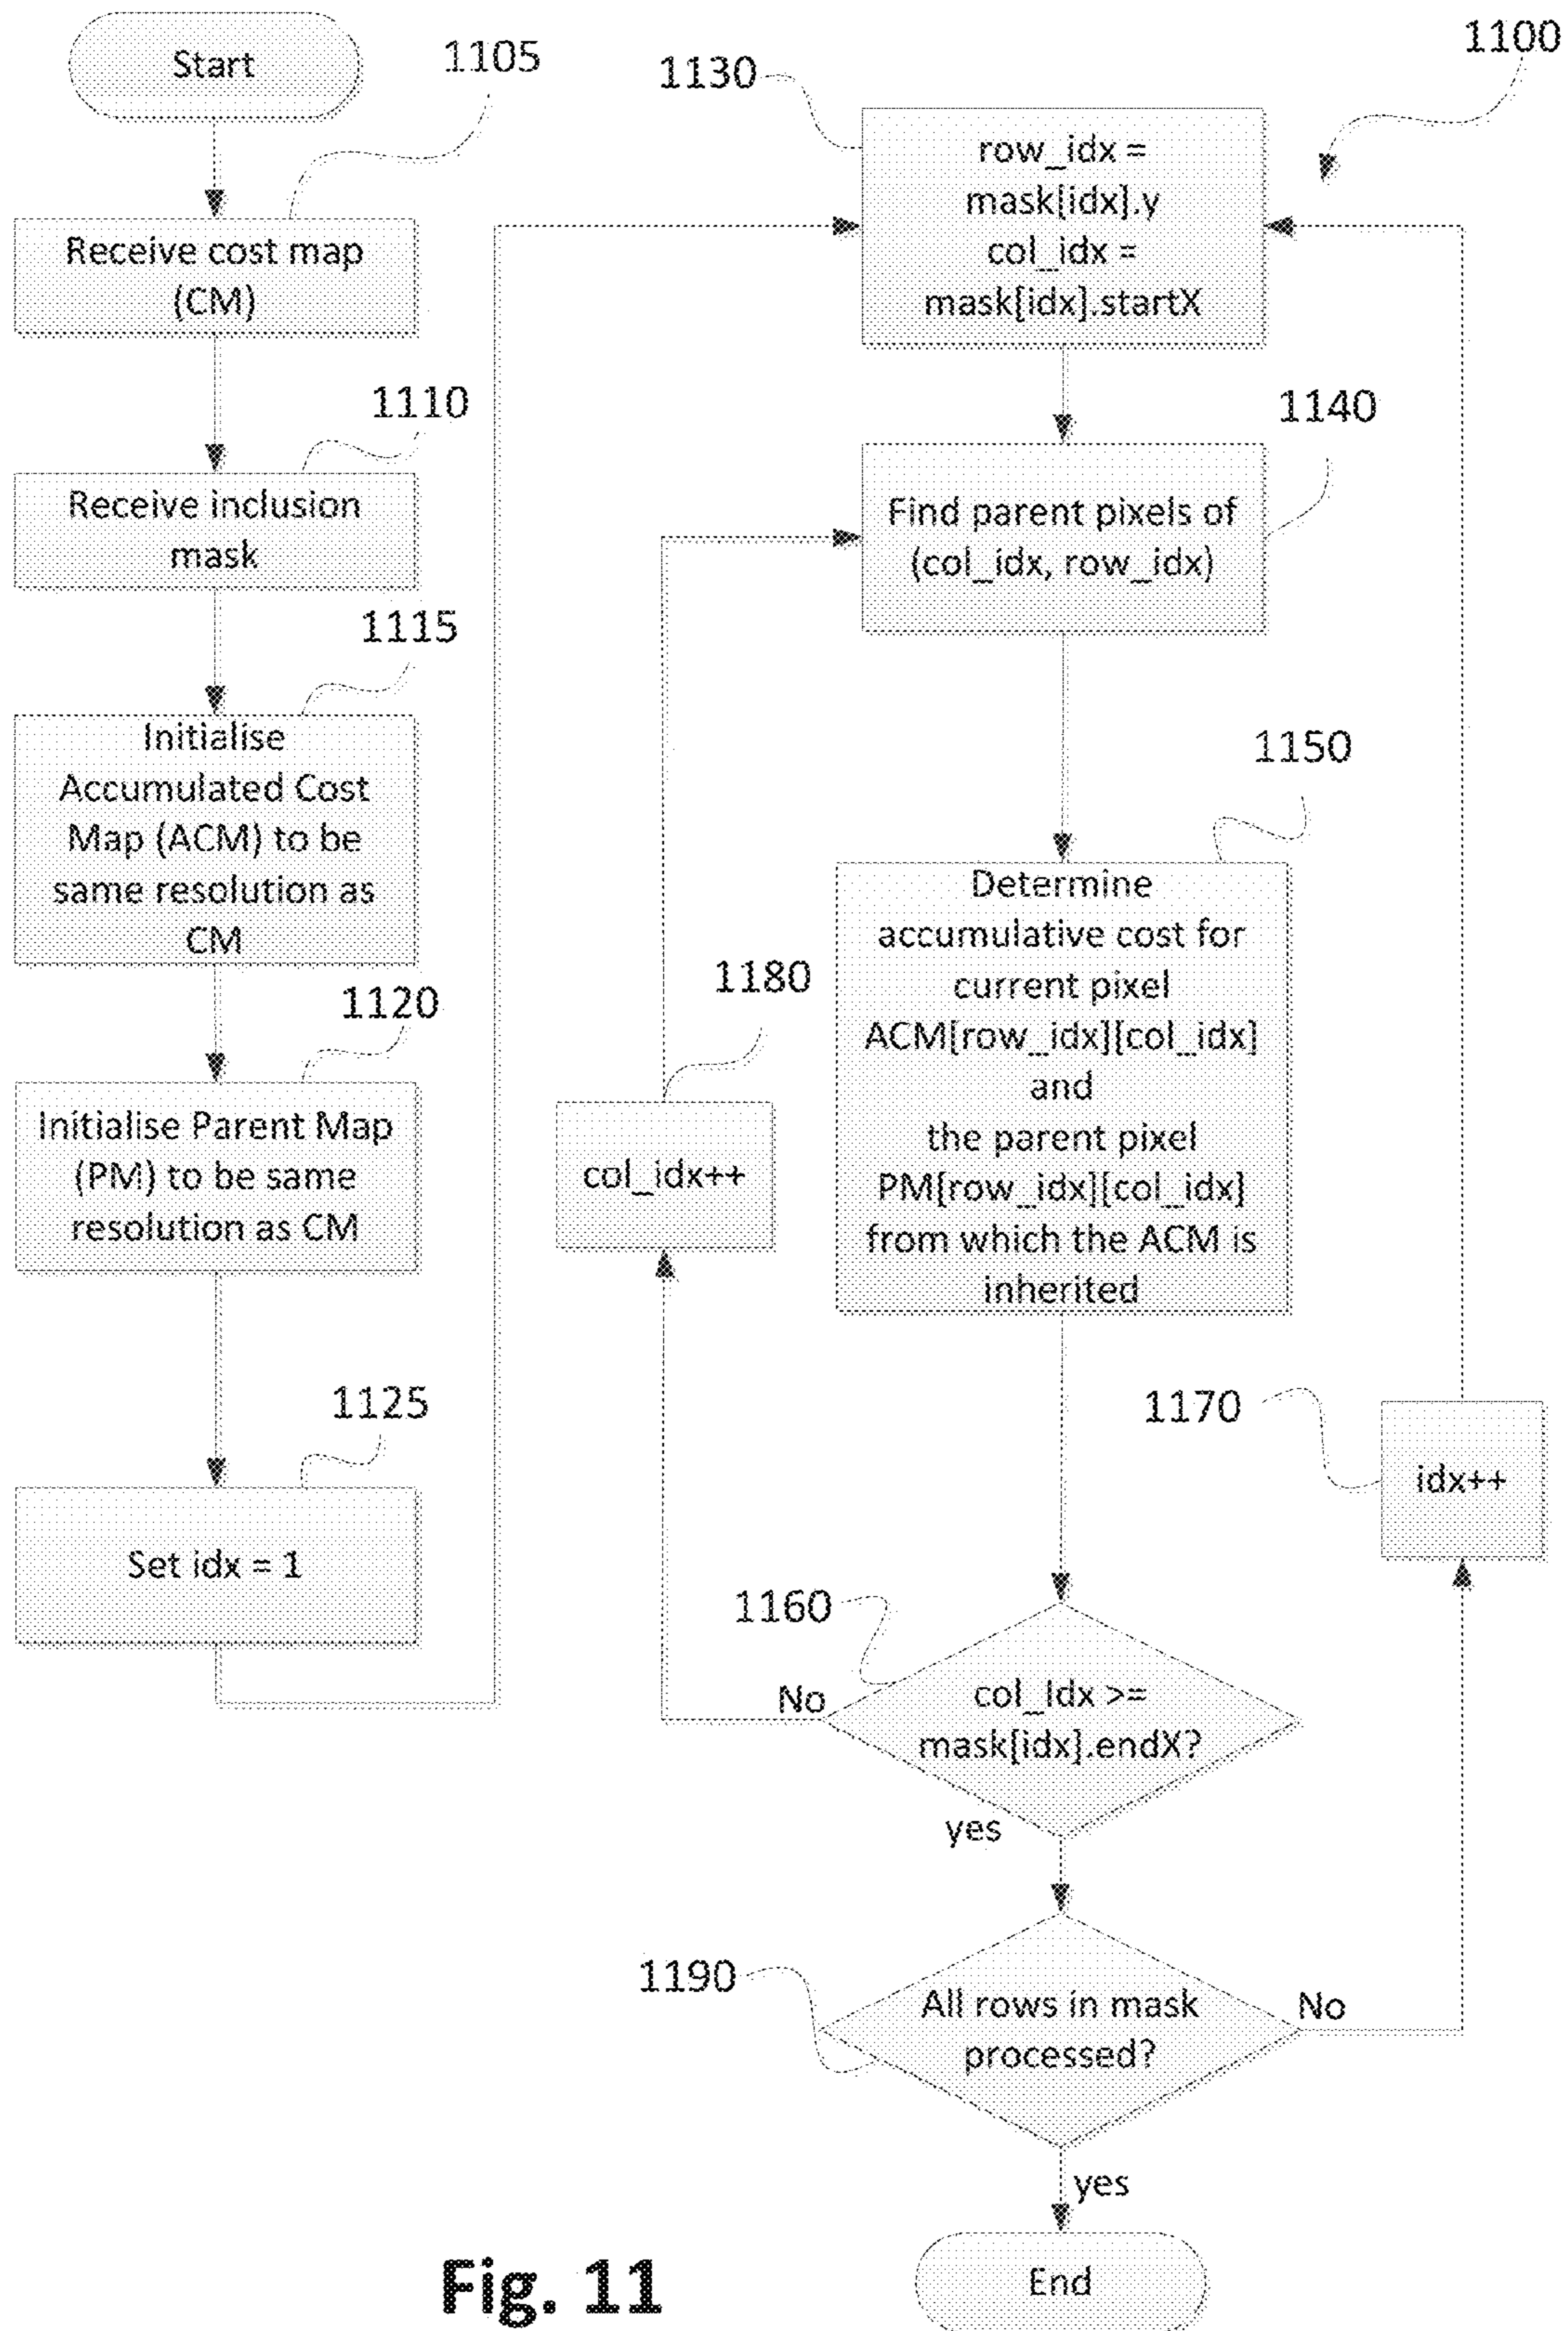 Start
1105
Receive cost map
(CM)
1110
Receive inclusion
mask
1115
Initialise
Accumulated Cost
Map (ACM) to be
same resolution as
CM
1120
Initialise Parent Map
(PM) to be same
resolution as CM
1125
Set idx = 1
1100
1130
row_idx =
mask[idx].y
col_idx =
mask[idx].startX
1140
Find parent pixels of
(col_idx, row_idx)
1150
Determine
accumulative cost for
current pixel
ACM[row_idx][col_idx]
and
the parent pixel
PM[row_idx][col_idx]
from which the ACM is
inherited
1180
col_idx++
1170
idx++
1160
No
col_Idx >=
mask[idx].endX?
yes
1190
All rows in mask
processed?
No
yes
End
Fig. 11